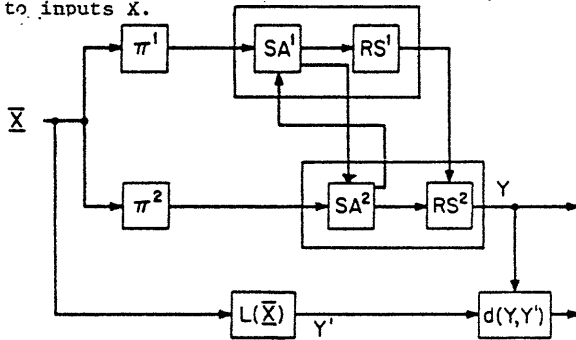 to inputs X.
π¹
SA¹
RS¹
X
π²
SA²
RS²
Y
L(X)
Y'
d(Y,Y')